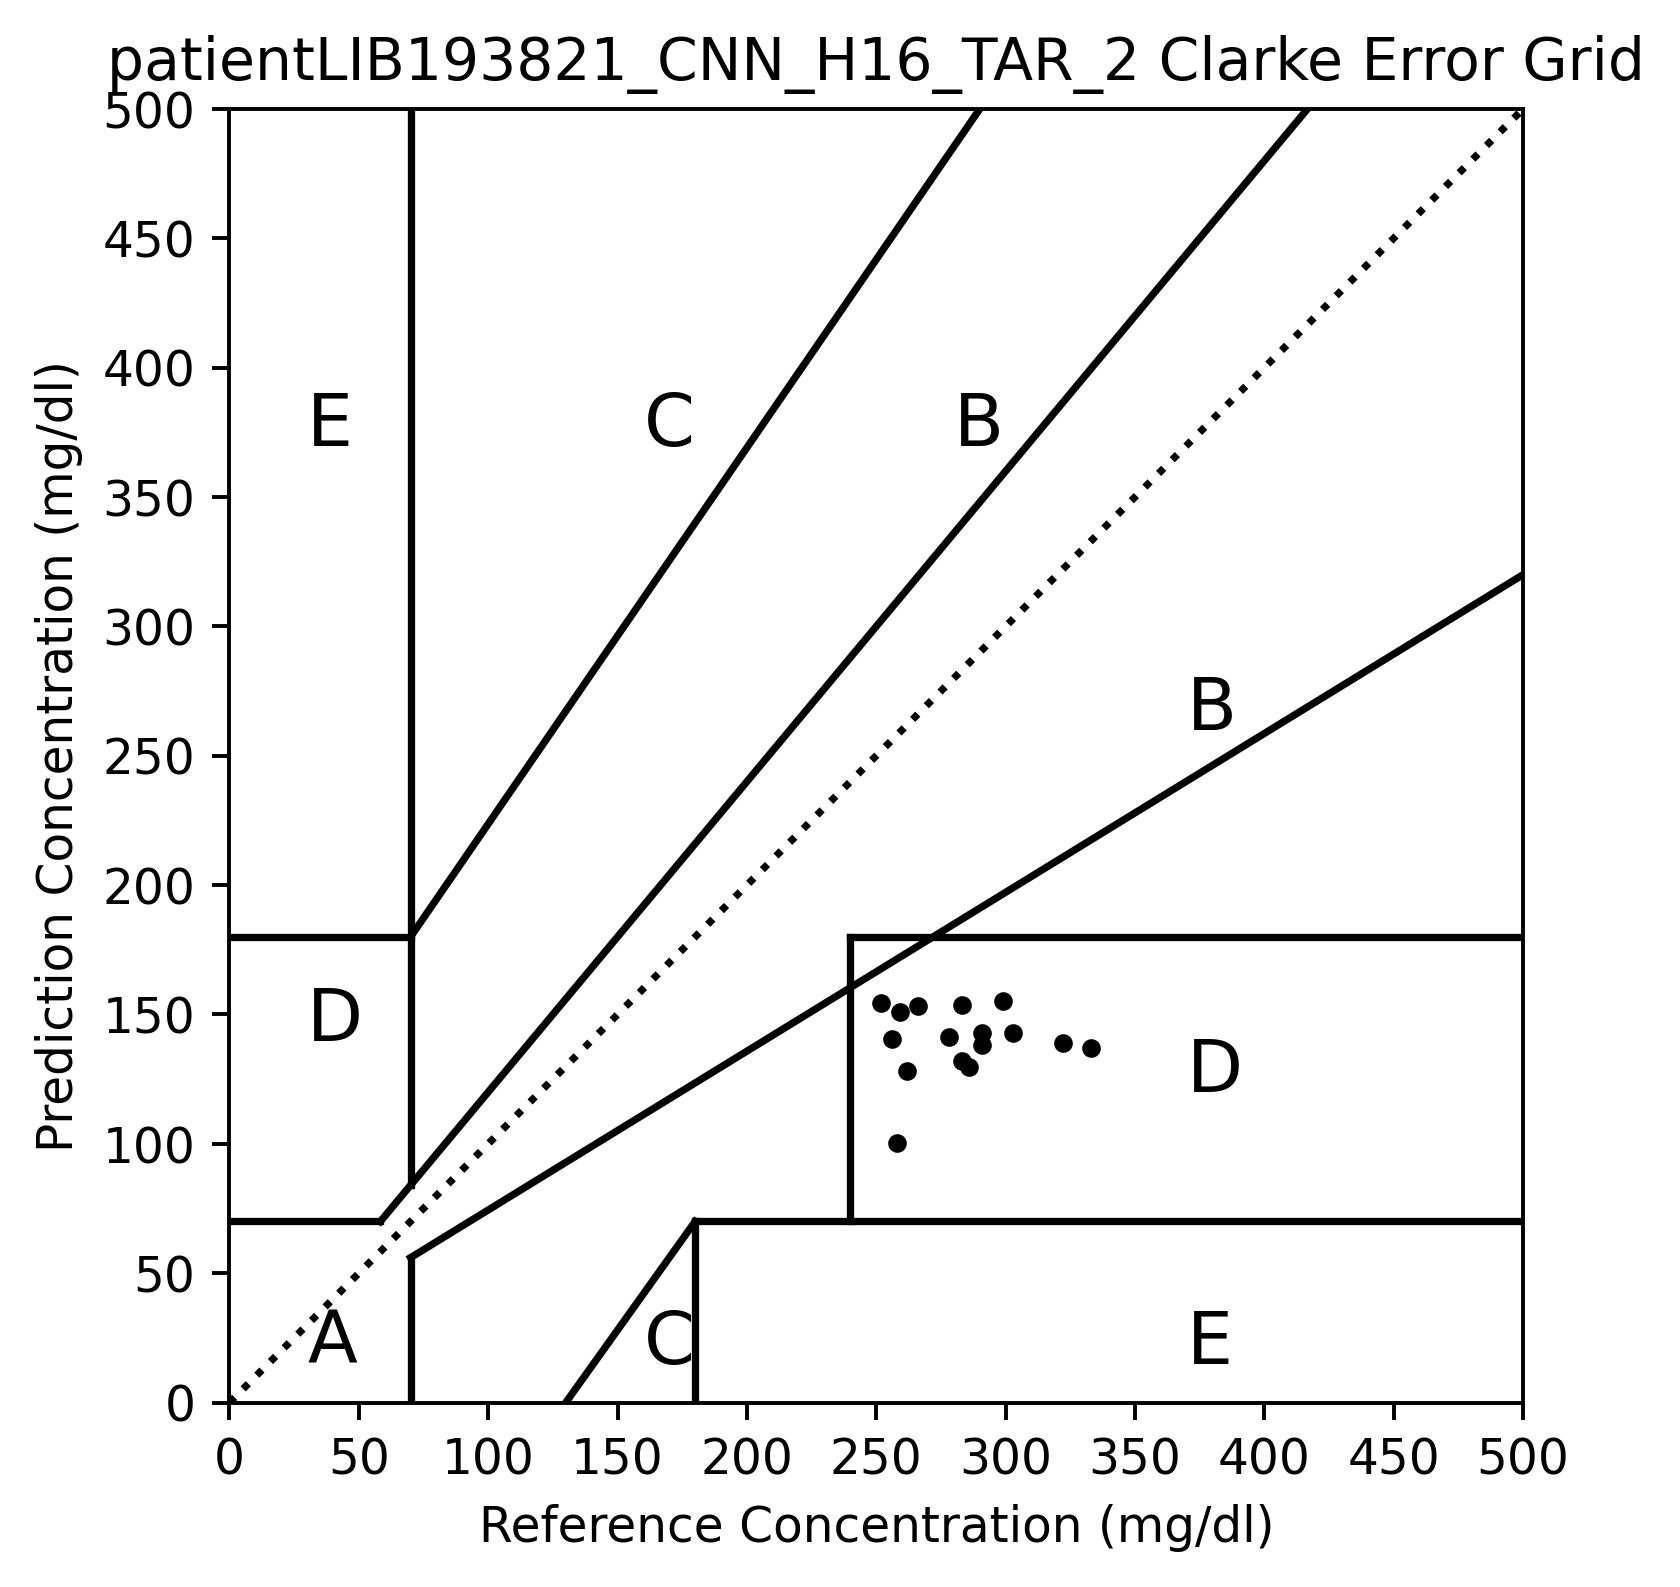 patientLIB193821_CNN_H16_TAR_2 Clarke Error Grid
Prediction Concentration (mg/dl)
500
450
400
350
300
250
200
150
100
50
0
E
C
B
B
D
D
A
C
E
0 50 100 150 200 250 300 350 400 450 500
Reference Concentration (mg/dl)